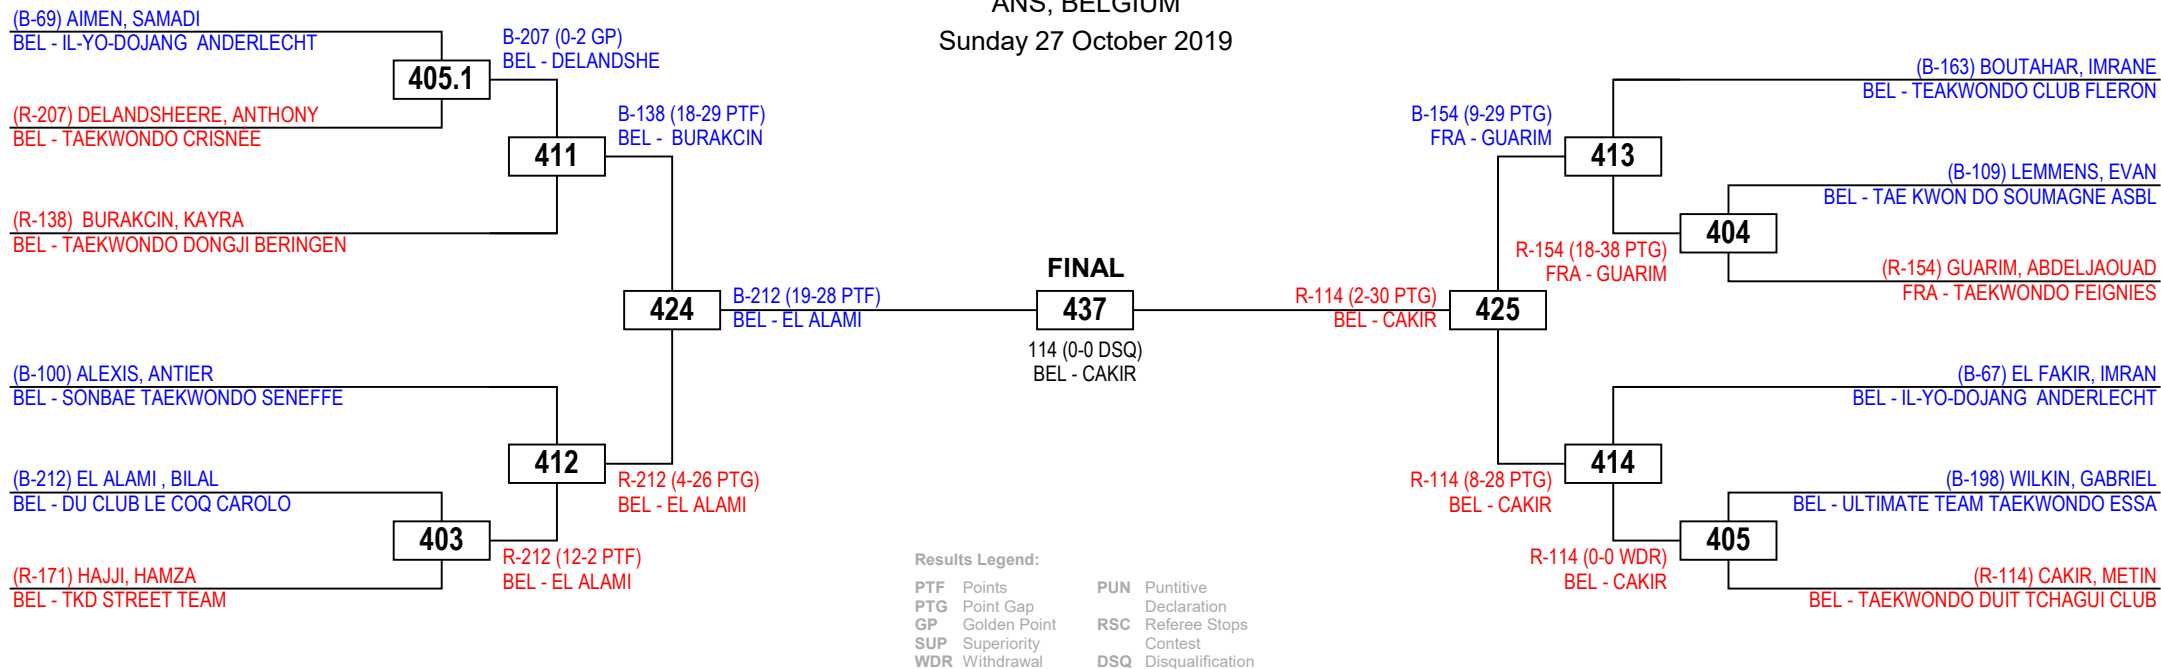 ANS, BELGIUM
Sunday 27 October 2019
(B-69) AIMEN, SAMADI
BEL - IL-YO-DOJANG  ANDERLECHT
405.1
(R-207) DELANDSHEERE, ANTHONY
BEL - TAEKWONDO CRISNÉE
B-207 (0-2 GP)
BEL - DELANDSHE
411
(R-138)  BURAKCIN, KAYRA
BEL - TAEKWONDO DONGJI BERINGEN
B-138 (18-29 PTF)
BEL -  BURAKCIN
424
(B-100) ALEXIS, ANTIER
BEL - SONBAE TAEKWONDO SENEFFE
412
(B-212) EL ALAMI , BILAL
BEL - DU CLUB LE COQ CAROLO
403
(R-171) HAJJI, HAMZA
BEL - TKD STREET TEAM
R-212 (12-2 PTF)
BEL - EL ALAMI
R-212 (4-26 PTG)
BEL - EL ALAMI
B-212 (19-28 PTF)
BEL - EL ALAMI
FINAL
437
114 (0-0 DSQ)
BEL - CAKIR
R-114 (2-30 PTG)
BEL - CAKIR
425
B-154 (9-29 PTG)
FRA - GUARIM
413
(B-163) BOUTAHAR, IMRANE
BEL - TEAKWONDO CLUB FLERON
(B-109) LEMMENS, EVAN
BEL - TAE KWON DO SOUMAGNE ASBL
404
R-154 (18-38 PTG)
FRA - GUARIM
(R-154) GUARIM, ABDELJAOUAD
FRA - TAEKWONDO FEIGNIES
(B-67) EL FAKIR, IMRAN
BEL - IL-YO-DOJANG  ANDERLECHT
414
R-114 (8-28 PTG)
BEL - CAKIR
(B-198) WILKIN, GABRIEL
BEL - ULTIMATE TEAM TAEKWONDO ESSA
405
R-114 (0-0 WDR)
BEL - CAKIR
(R-114) CAKIR, METIN
BEL - TAEKWONDO DUIT TCHAGUI CLUB
Results Legend:
PTF Points
PTG Point Gap
GP Golden Point
SUP Superiority
WDR Withdrawal
PUN Puntitive
Declaration
RSC Referee Stops
Contest
DSQ Disqualification